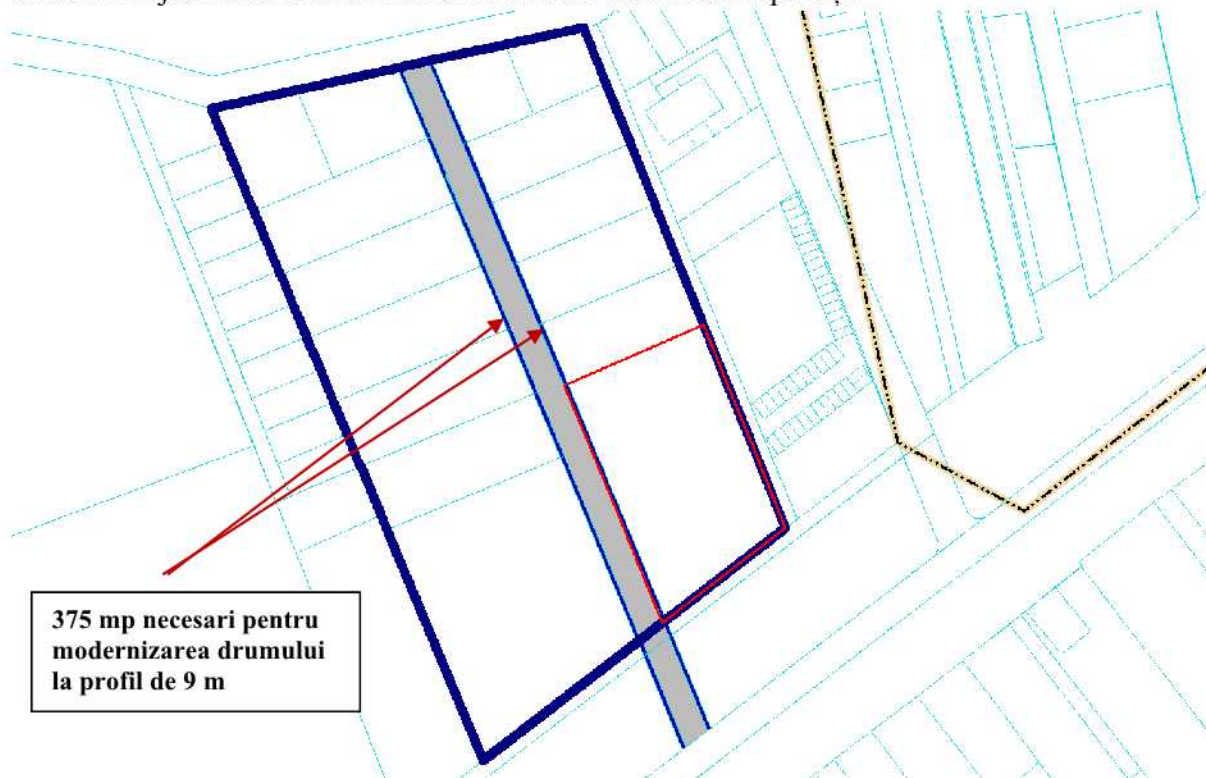 375 mp necesari pentru
modernizarea drumului
la profil de 9 m